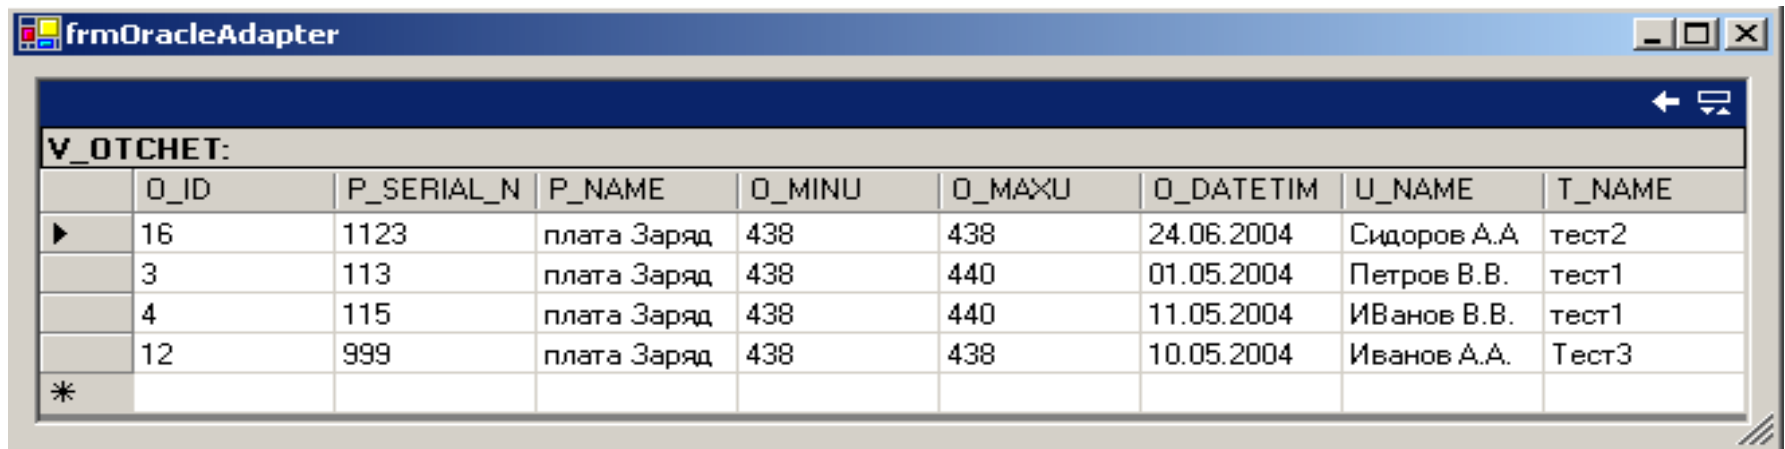 frmOracleAdapter
V_OTCHET:
O_ID P_SERIAL_N P_NAME O_MINU O_MAXU O_DATETIM U_NAME T_NAME
16 1123 плата Заряд 438 438 24.06.2004 Сидоров А.А тест2
3 113 плата Заряд 438 440 01.05.2004 Петров В.В. тест1
4 115 плата Заряд 438 440 11.05.2004 ИВанов В.В. тест1
12 999 плата Заряд 438 438 10.05.2004 Иванов А.А. Тест3